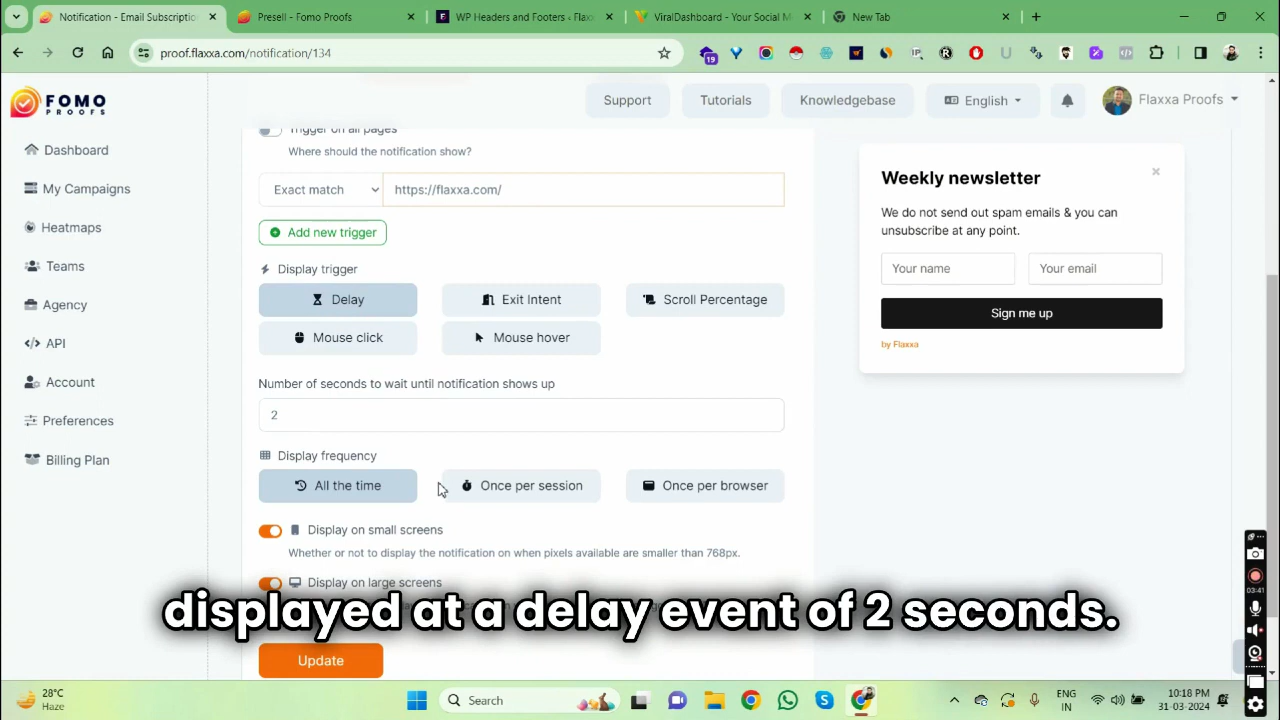 Notification - Email Subscriptio
Presell - Fomo Proofs
WP Headers and Footers ‹ Flaxx
ViralDashboard - Your Social M
New Tab
proof.flaxxa.com/notification/134
19
FOMO
PROOFS
Support
Tutorials
Knowledgebase
English
Flaxxa Proofs
Dashboard
My Campaigns
Heatmaps
Teams
Agency
API
Account
Preferences
Billing Plan
Trigger on all pages
Where should the notification show?
Exact match
https://flaxxa.com/
Add new trigger
Display trigger
Delay
Exit Intent
Scroll Percentage
Mouse click
Mouse hover
Number of seconds to wait until notification shows up
2
Display frequency
All the time
Once per session
Once per browser
Display on small screens
Whether or not to display the notification on when pixels available are smaller than 768px.
Display on large screens
Update
Weekly newsletter
We do not send out spam emails & you can
unsubscribe at any point.
Your name
Your email
Sign me up
by Flaxxa
displayed at a delay event of 2 seconds.
03:41
28°C
Haze
Search
ENG
IN
10:18 PM
31-03-2024